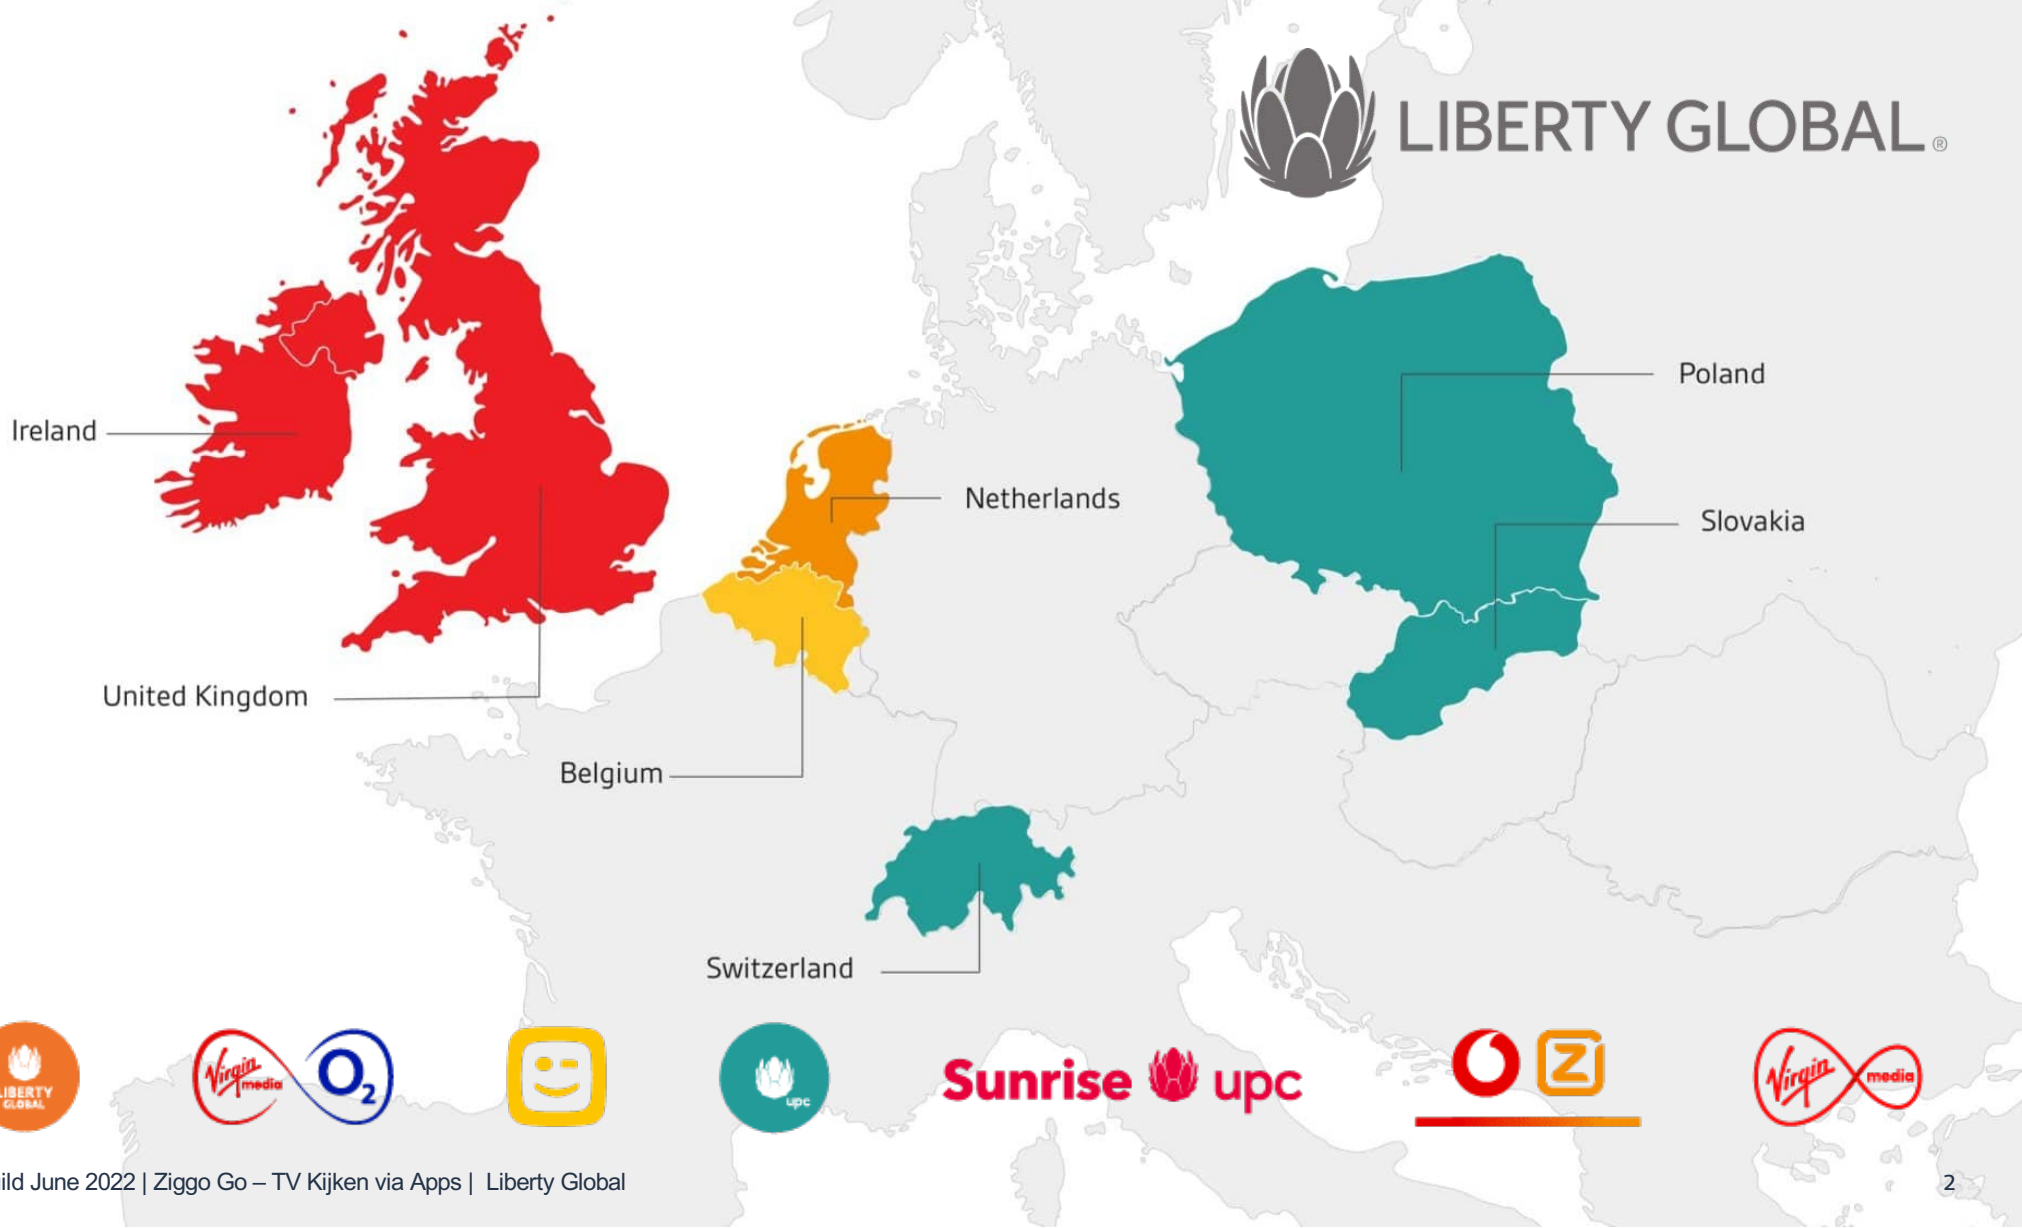 LIBERTY GLOBAL®
Poland
Ireland
Netherlands
Slovakia
United Kingdom
Belgium
Switzerland
LIBERTY
GLOBAL
Virgin
media
O2
upc
Sunrise upc
Z
Virgin
media
ild June 2022 | Ziggo Go – TV Kijken via Apps | Liberty Global
2